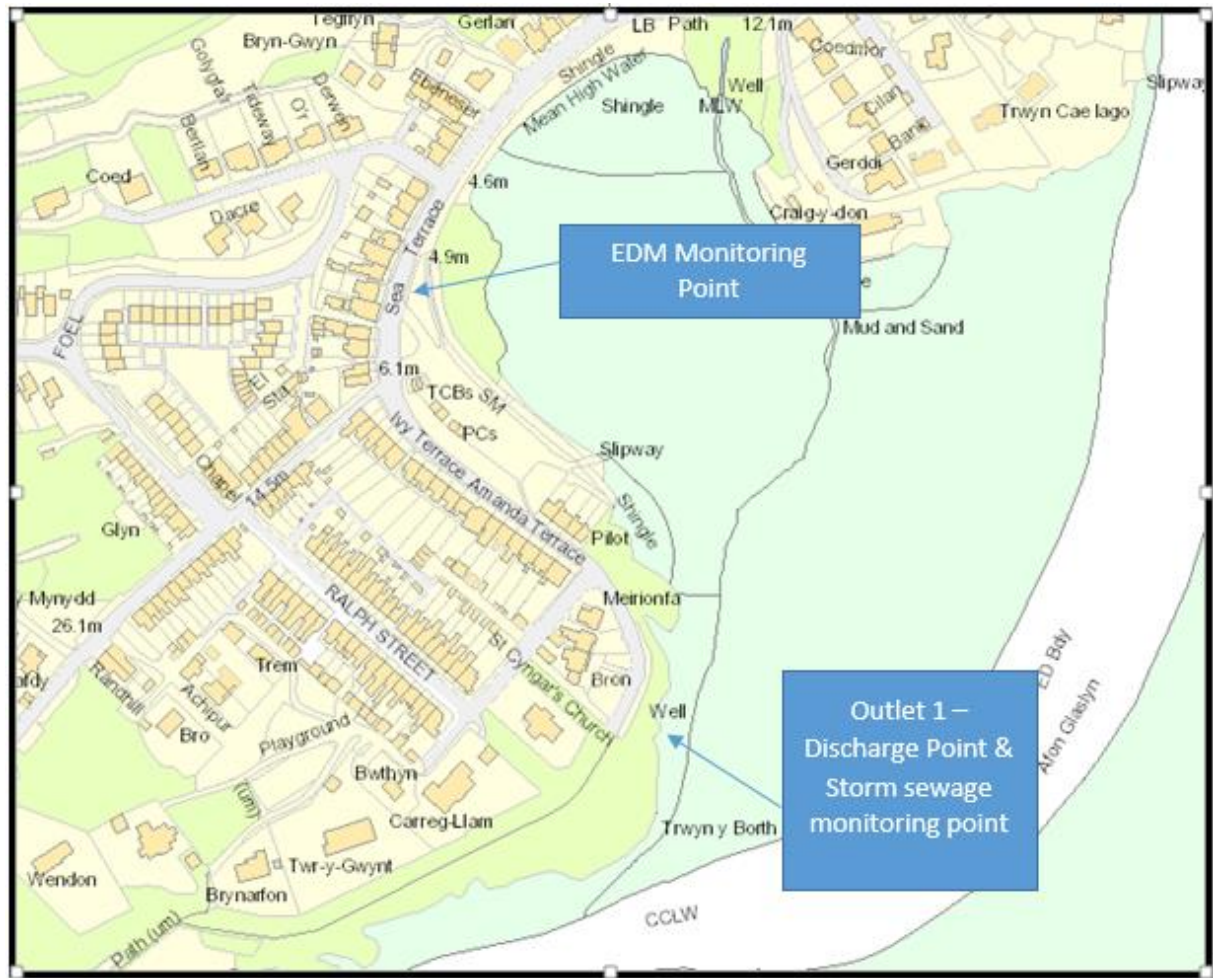 Tegfryn
Gerlan
LB
Path
12.1m
Bryn-Gwyn
Shingle
Coedmor
Slipway
Golygfa'r
Derwen
Ebeneser
Mean High Water
Well
Tideway
O'r
Shingle
MLW
Cilan
Trwyn Cae Iago
Bertlan
Bank
Coed
4.6m
Gerddi
Dacre
Craig-y-don
Terrace
EDM Monitoring
Point
4.9m
Sea
Mud and Sand
FOEL
6.1m
El
Sta
TCBs
SM
PCs
Ivy Terrace
Slipway
Chapel
14.5m
Amanda Terrace
Shingle
Glyn
Pilot
y Mynydd
Meirionfa
26.1m
RALPH STREET
St Cyngar's Church
Trem
Bron
ED Bdy
Randhill
Achipur
Outlet 1 –
Discharge Point &
Storm sewage
monitoring point
Afon Glaslyn
Bro
Playground
Well
Bwthyn
(um)
Carreg-Llam
Trwyn y Borth
Twr-y-Gwynt
Wendon
Brynarfon
CCLW
Path (um)